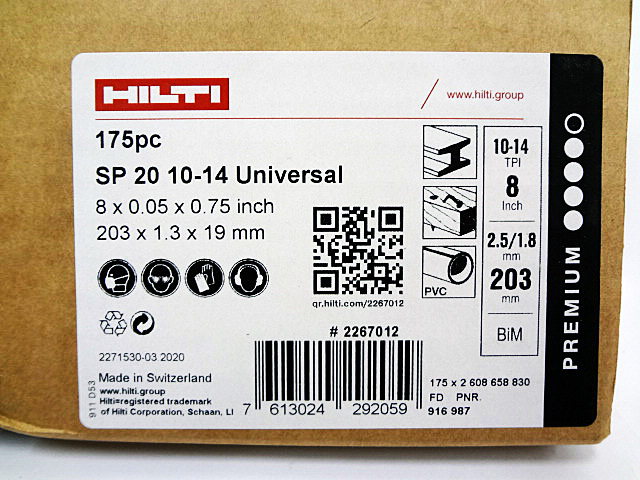 HILTI
www.hilti.group
175pc
SP 20 10-14 Universal
8 x 0.05 x 0.75 inch
203 x 1.3 x 19 mm
qr.hilti.com/2267012
PVC
10-14
TPI
8
Inch
2.5/1.8
mm
203
mm
BiM
PREMIUM
# 2267012
2271530-03 2020
Made in Switzerland
www.hilti.group
Hilti=registered trademark
of Hilti Corporation, Schaan, LI
911 D53
7 613024 292059
175 x 2 608 658 830
FD PNR.
916 987